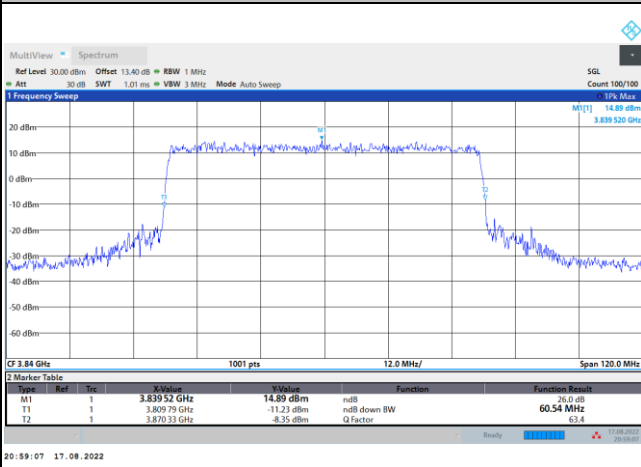 MultiView Spectrum
Ref Level 30.00 dBm Offset 13.40 dB RBW 1 MHz SGL
Att 30 dB SWT 1.01 ms VBW 3 MHz Mode Auto Sweep Count 100/100
1 Frequency Sweep 1Pk Max
M1[1] 14.89 dBm
3.839 520 GHz
M1
20 dBm
10 dBm
0 dBm
T1
T2
-10 dBm
-20 dBm
-30 dBm
-40 dBm
-50 dBm
-60 dBm
CF 3.84 GHz 1001 pts 12.0 MHz/ Span 120.0 MHz
2 Marker Table
Type Ref Trc X-Value Y-Value Function Function Result
M1 1 3.839 52 GHz 14.89 dBm ndB 26.0 dB
T1 1 3.809 79 GHz -11.23 dBm ndB down BW 60.54 MHz
T2 1 3.870 33 GHz -8.35 dBm Q Factor 63.4
Ready 17.08.2022
20:59:07
20:59:07 17.08.2022